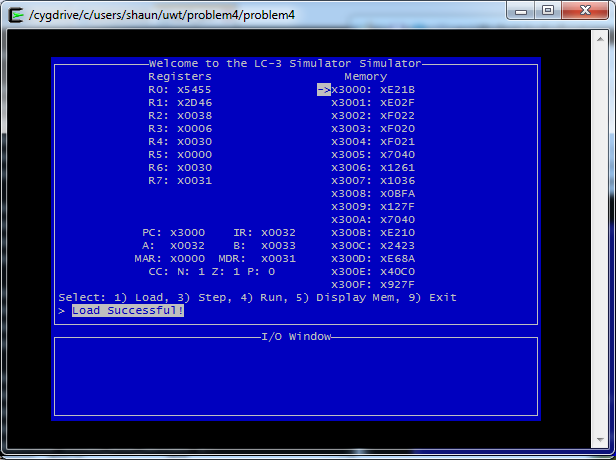 /cygdrive/c/users/shaun/uwt/problem4/problem4
Welcome to the LC-3 Simulator Simulator
Registers Memory
R0: x5455 ->x3000: xE21B
R1: x2D46 x3001: xE02F
R2: x0038 x3002: xF022
R3: x0006 x3003: xF020
R4: x0030 x3004: xF021
R5: x0000 x3005: x7040
R6: x0030 x3006: x1261
R7: x0031 x3007: x1036
x3008: x0BFA
x3009: x127F
x300A: x7040
PC: x3000 IR: x0032 x300B: xE210
A: x0032 B: x0033 x300C: x2423
MAR: x0000 MDR: x0031 x300D: xE68A
CC: N: 1 Z: 1 P: 0 x300E: x40C0
x300F: x927F
Select: 1) Load, 3) Step, 4) Run, 5) Display Mem, 9) Exit
> Load Successful!
I/O Window